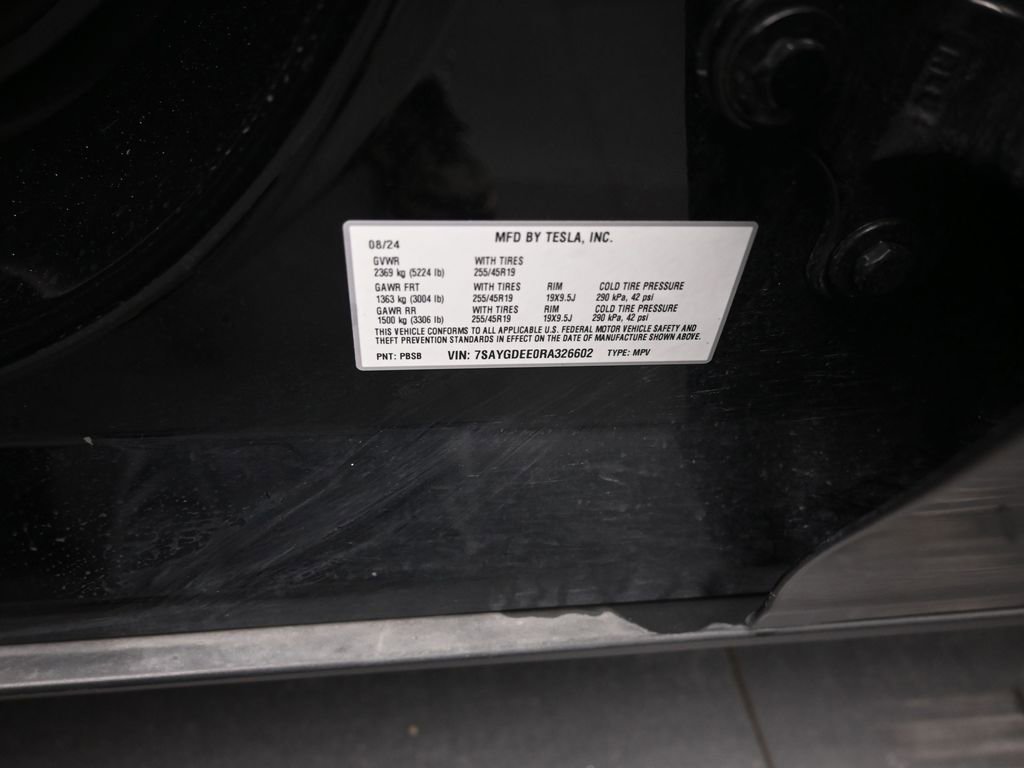 08/24 MFD BY TESLA, INC.
GVWR WITH TIRES
2369 kg (5224 lb) 255/45R19
GAWR FRT WITH TIRES RIM COLD TIRE PRESSURE
1363 kg (3004 lb) 255/45R19 19X9.5J 290 kPa, 42 psi
GAWR RR WITH TIRES RIM COLD TIRE PRESSURE
1500 kg (3306 lb) 255/45R19 19X9.5J 290 kPa, 42 psi
THIS VEHICLE CONFORMS TO ALL APPLICABLE U.S. FEDERAL MOTOR VEHICLE SAFETY AND
THEFT PREVENTION STANDARDS IN EFFECT ON THE DATE OF MANUFACTURE SHOWN ABOVE.
PNT: PBSB VIN: 7SAYGDEE0RA326602 TYPE: MPV